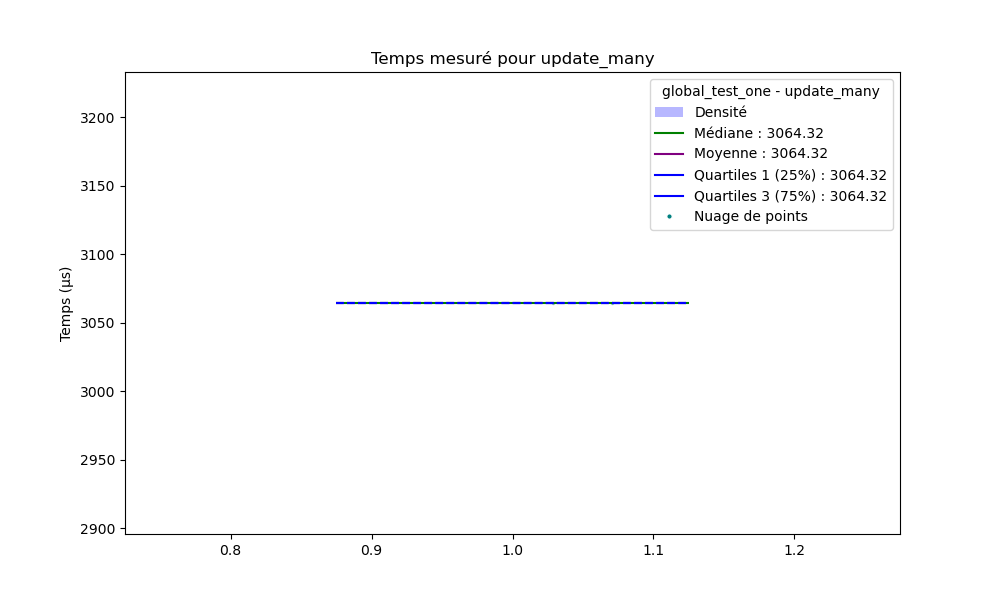 Temps mesuré pour update_many
global_test_one - update_many
Densité
Médiane : 3064.32
Moyenne : 3064.32
Quartiles 1 (25%) : 3064.32
Quartiles 3 (75%) : 3064.32
Nuage de points
Temps (µs)
3200
3150
3100
3050
3000
2950
2900
0.8
0.9
1.0
1.1
1.2